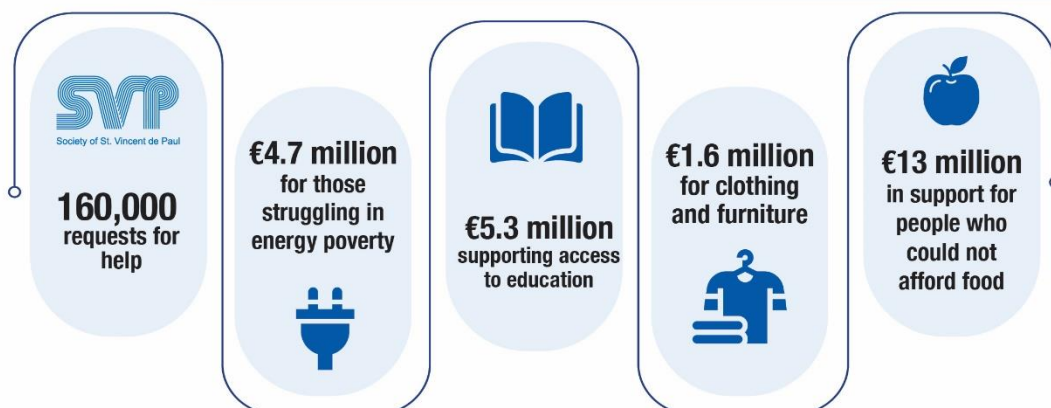 SVP
Society of St. Vincent de Paul
160,000
requests for
help
€4.7 million
for those
struggling in
energy poverty
€5.3 million
supporting access
to education
€1.6 million
for clothing
and furniture
€13 million
in support for
people who
could not
afford food